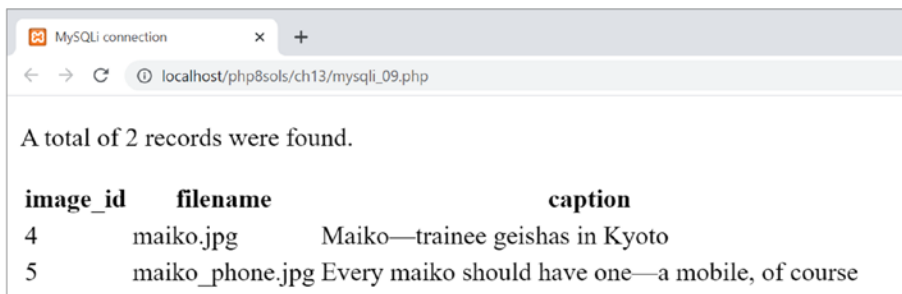 MySQLi connection × +
localhost/php8sols/ch13/mysqli_09.php
A total of 2 records were found.
image_id filename caption
4 maiko.jpg Maiko—trainee geishas in Kyoto
5 maiko_phone.jpg Every maiko should have one—a mobile, of course